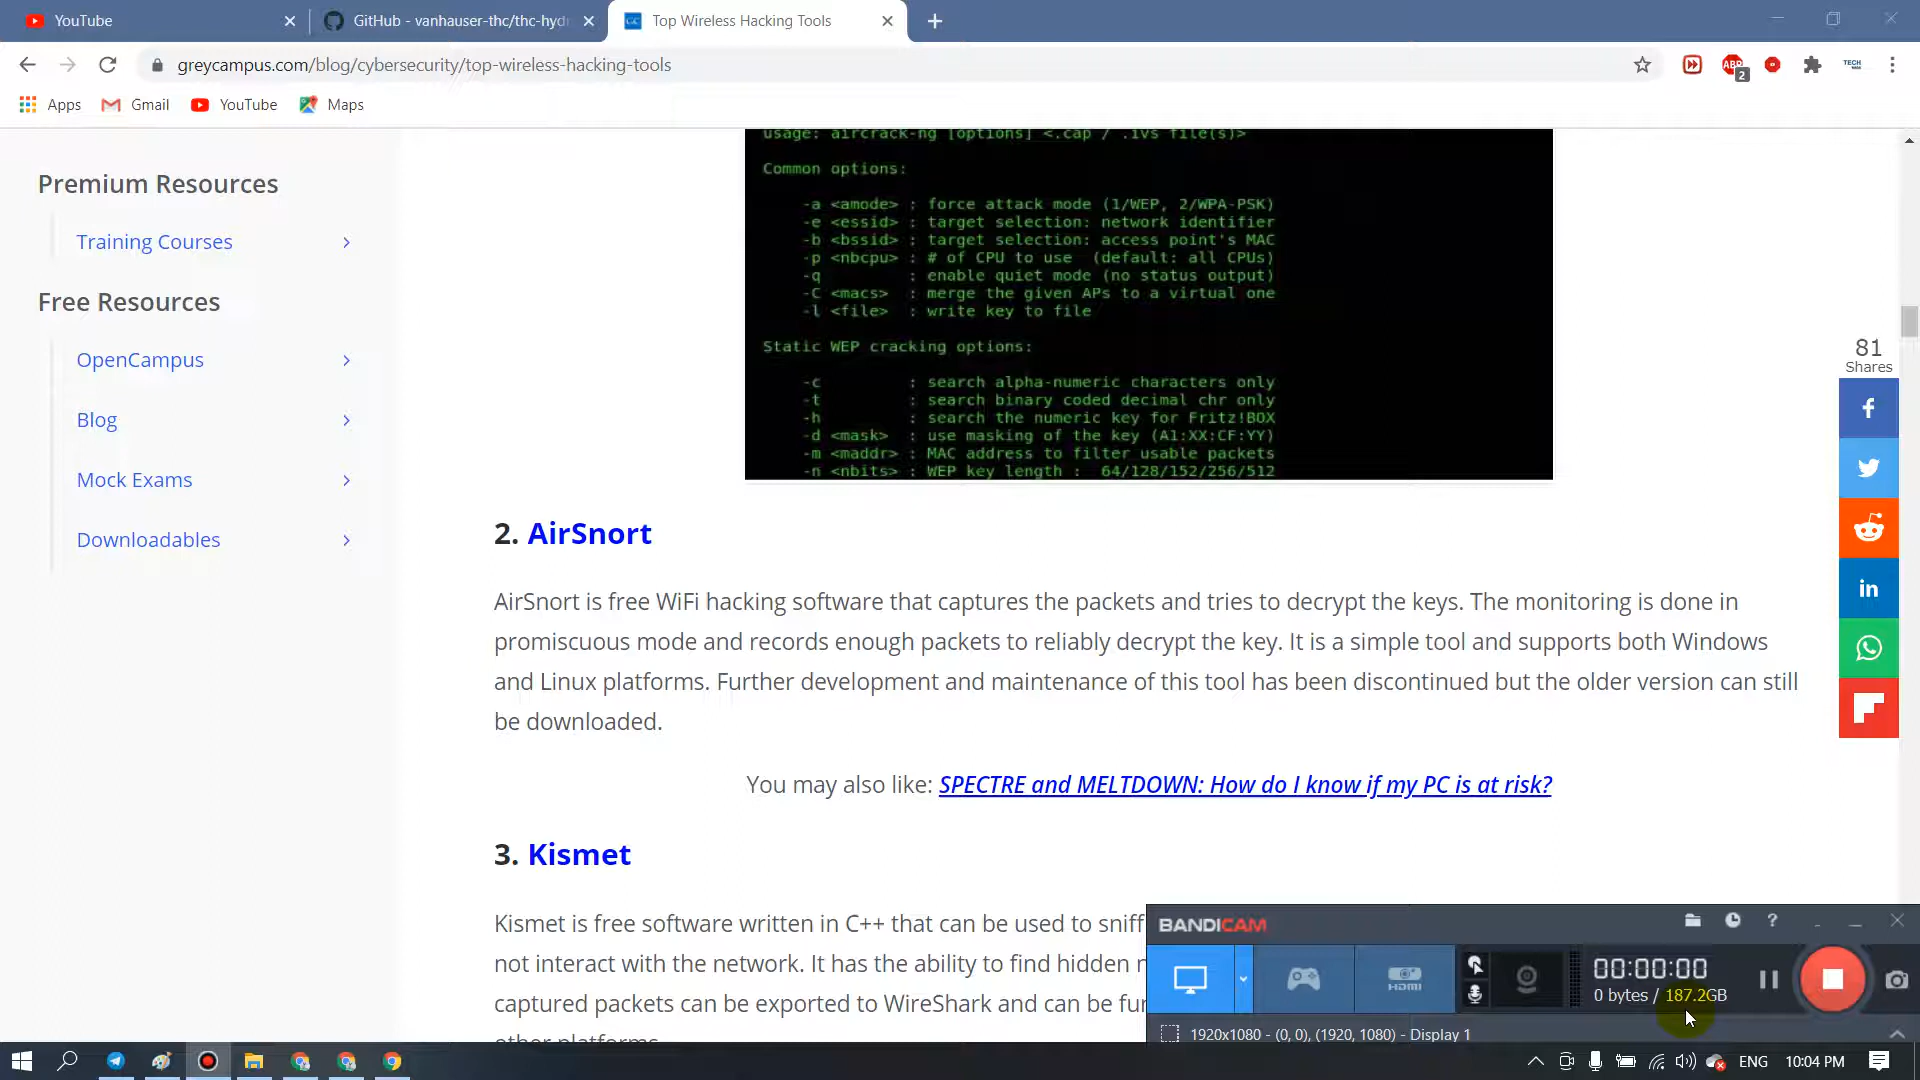 YouTube
GitHub - vanhauser-thc/thc-hyd
Top Wireless Hacking Tools
greycampus.com/blog/cybersecurity/top-wireless-hacking-tools
ABP
2
TECH
Apps
Gmail
YouTube
Maps
Premium Resources
Training Courses
Free Resources
OpenCampus
Blog
Mock Exams
Downloadables
usage: aircrack-ng [options] <.cap / .ivs file(s)>
Common options:
-a <amode> : force attack mode (1/WEP, 2/WPA-PSK)
-e <essid> : target selection: network identifier
-b <bssid> : target selection: access point's MAC
-p <nbcpu> : # of CPU to use  (default: all CPUs)
-q         : enable quiet mode (no status output)
-C <macs>  : merge the given APs to a virtual one
-l <file>  : write key to file
Static WEP cracking options:
-c         : search alpha-numeric characters only
-t         : search binary coded decimal chr only
-h         : search the numeric key for Fritz!BOX
-d <mask>  : use masking of the key (A1:XX:CF:YY)
-m <maddr> : MAC address to filter usable packets
-n <nbits> : WEP key length :  64/128/152/256/512
81
Shares
2. AirSnort
AirSnort is free WiFi hacking software that captures the packets and tries to decrypt the keys. The monitoring is done in
promiscuous mode and records enough packets to reliably decrypt the key. It is a simple tool and supports both Windows
and Linux platforms. Further development and maintenance of this tool has been discontinued but the older version can still
be downloaded.
You may also like: SPECTRE and MELTDOWN: How do I know if my PC is at risk?
3. Kismet
Kismet is free software written in C++ that can be used to sniff
not interact with the network. It has the ability to find hidden
captured packets can be exported to WireShark and can be fu
other platforms
BANDICAM
HDMI
00:00:00
0 bytes / 187.2GB
1920x1080 - (0, 0), (1920, 1080) - Display 1
ENG
10:04 PM